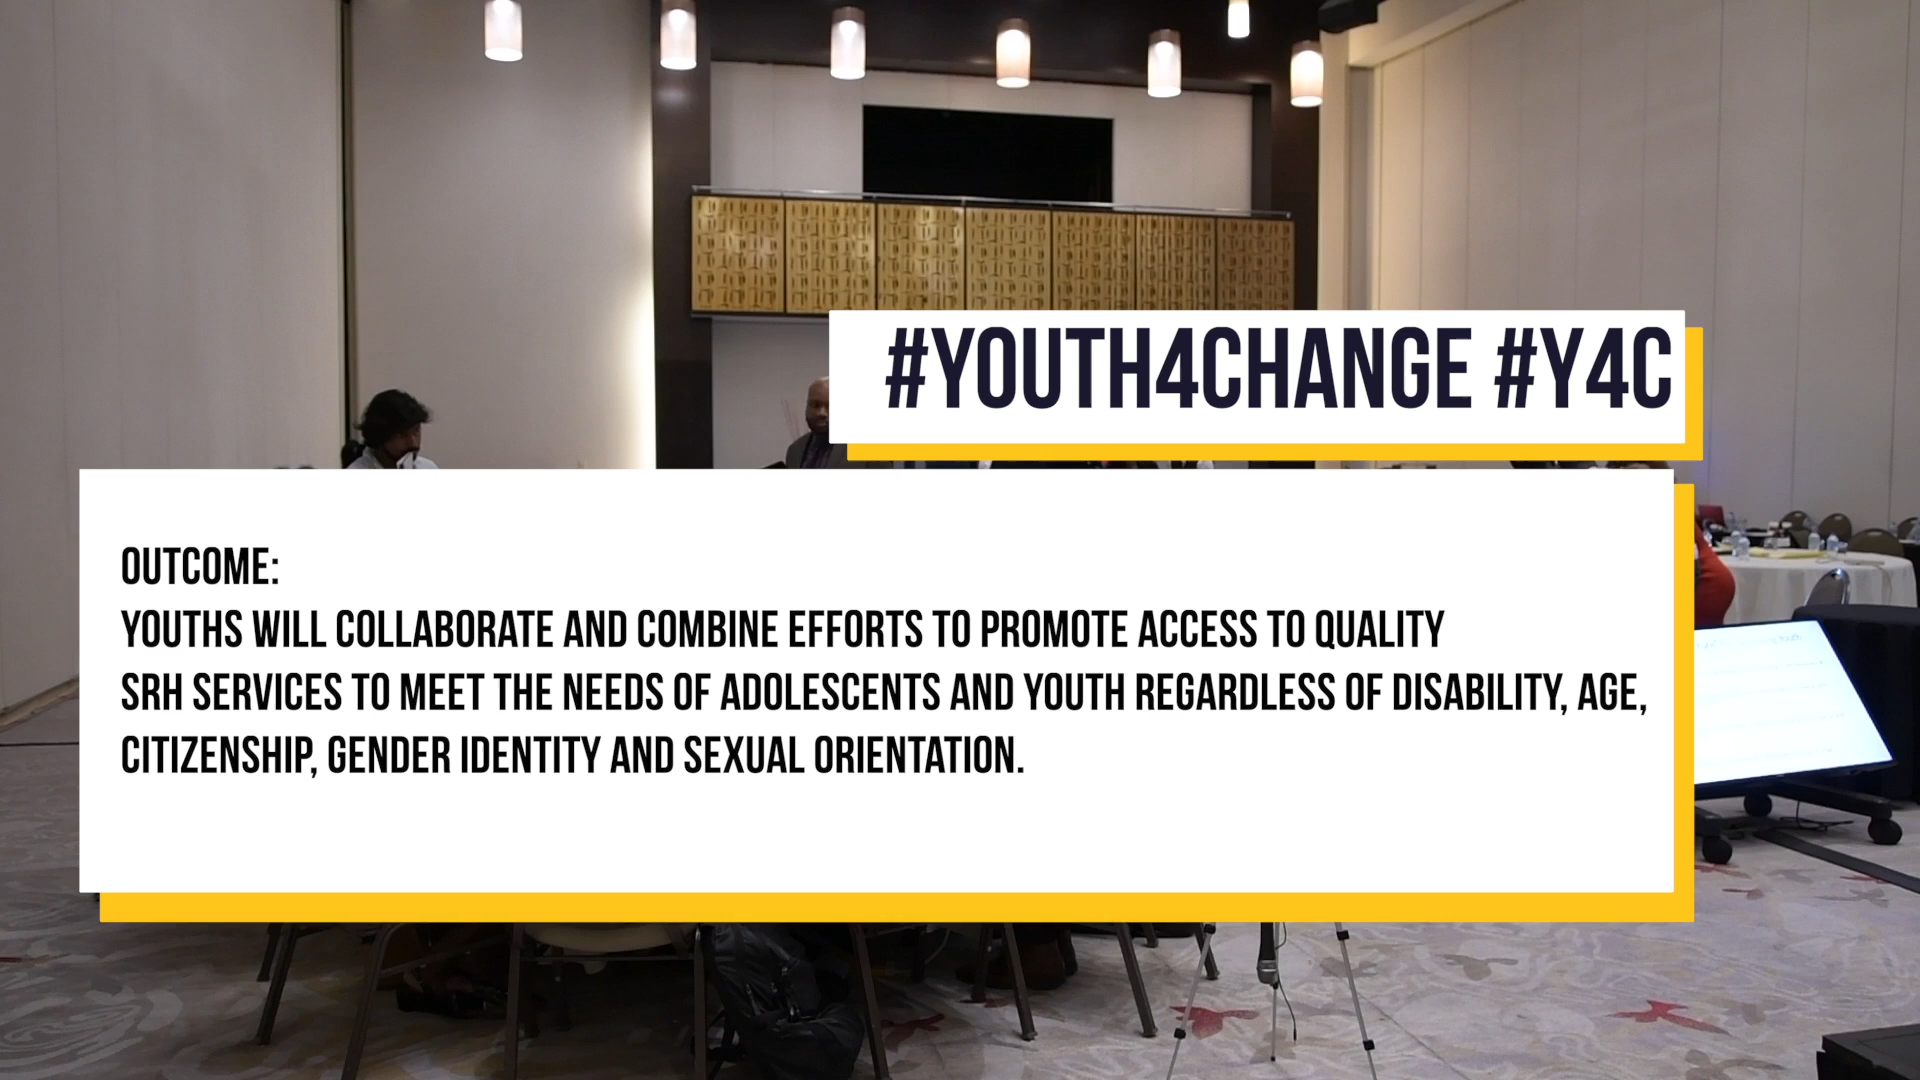 #YOUTH4CHANGE #Y4C
OUTCOME:
YOUTHS WILL COLLABORATE AND COMBINE EFFORTS TO PROMOTE ACCESS TO QUALITY
SRH SERVICES TO MEET THE NEEDS OF ADOLESCENTS AND YOUTH REGARDLESS OF DISABILITY, AGE,
CITIZENSHIP, GENDER IDENTITY AND SEXUAL ORIENTATION.